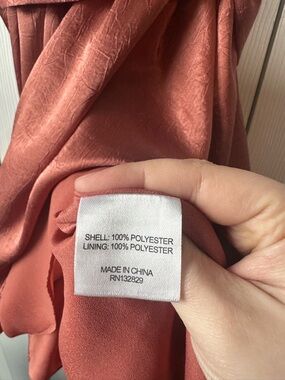 SHELL: 100% POLYESTER
LINING: 100% POLYESTER
MADE IN CHINA
RN132829